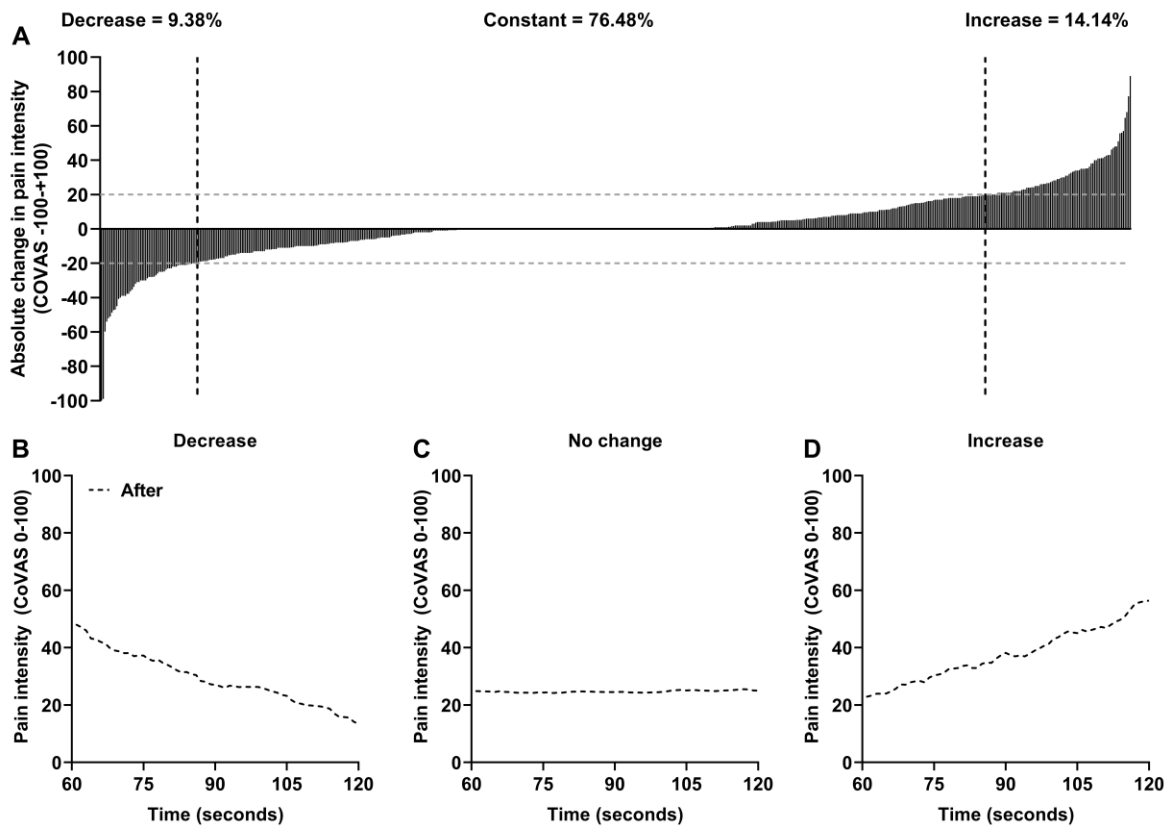 Decrease = 9.38% Constant = 76.48% Increase = 14.14%
A
Absolute change in pain intensity
(COVAS -100-+100)
100
80
60
40
20
0
-20
-40
-60
-80
-100
B Decrease
Pain intensity (CoVAS 0-100)
100
80
60
40
20
0
After
60 75 90 105 120
Time (seconds)
C No change
Pain intensity (CoVAS 0-100)
100
80
60
40
20
0
60 75 90 105 120
Time (seconds)
D Increase
Pain intensity (CoVAS 0-100)
100
80
60
40
20
0
60 75 90 105 120
Time (seconds)